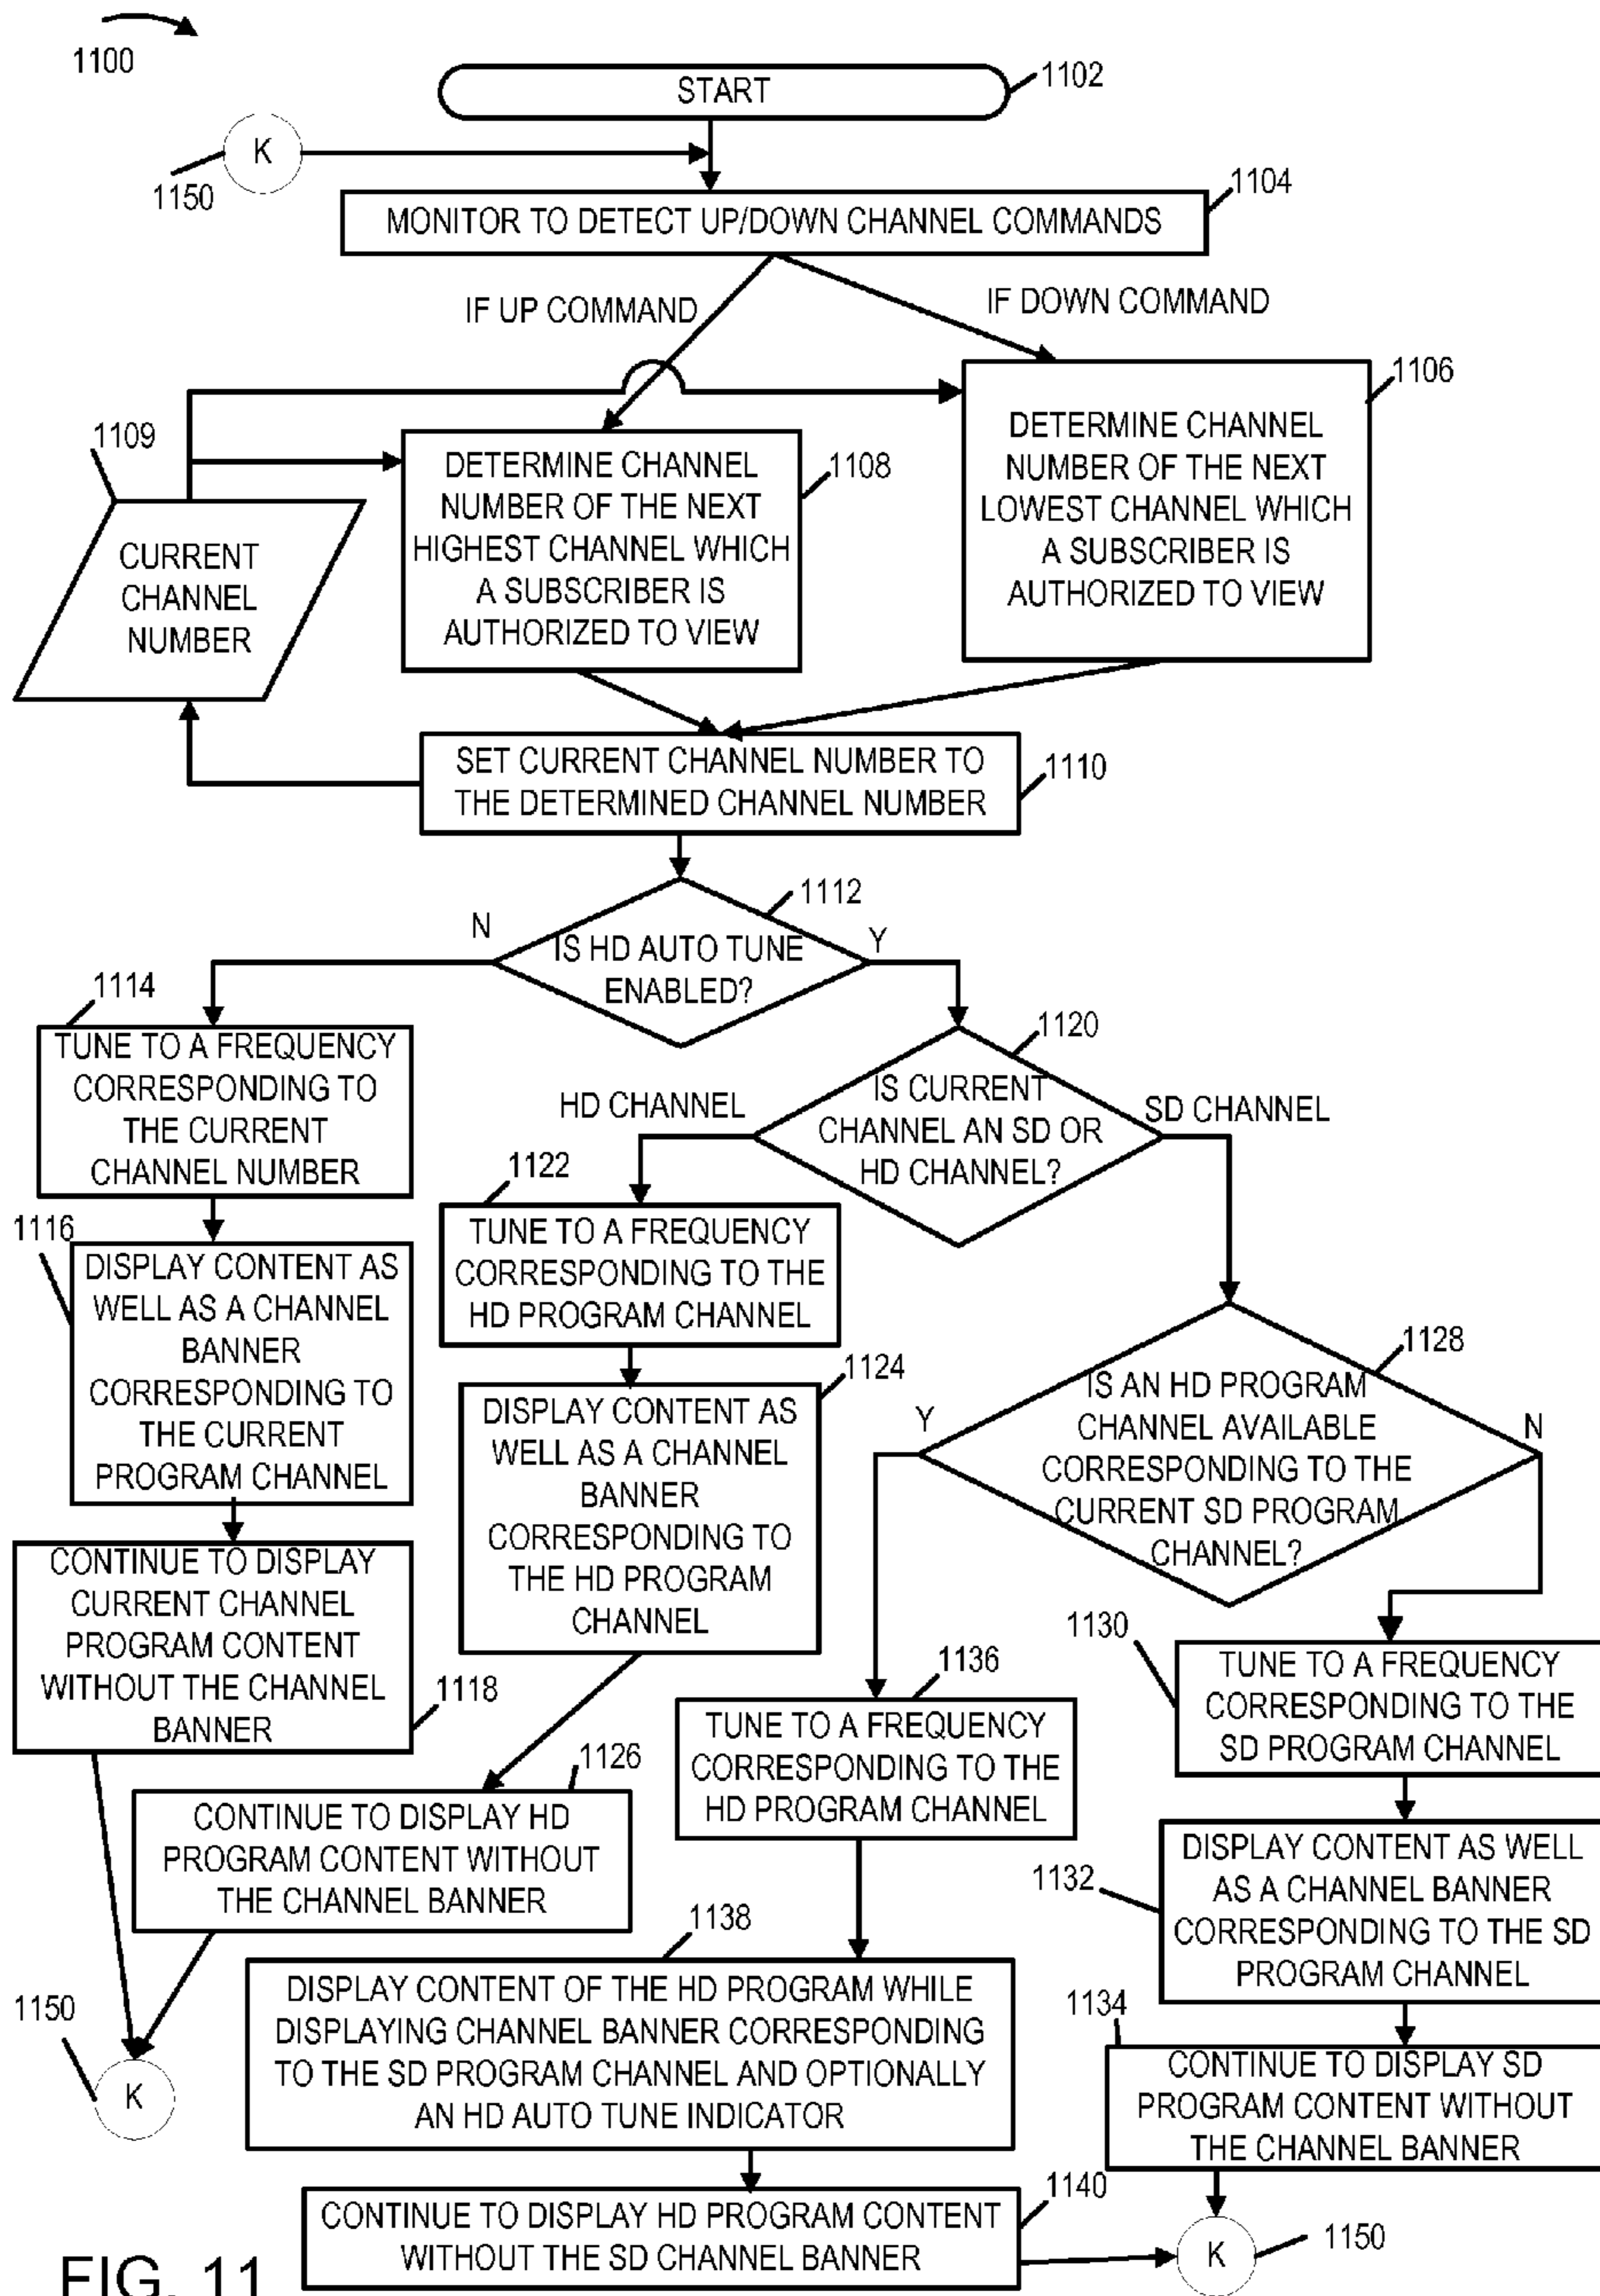 1100
START
1102
K
1150
1104
MONITOR TO DETECT UP/DOWN CHANNEL COMMANDS
IF UP COMMAND
IF DOWN COMMAND
1106
DETERMINE CHANNEL
NUMBER OF THE NEXT
LOWEST CHANNEL WHICH
A SUBSCRIBER IS
AUTHORIZED TO VIEW
1109
CURRENT
CHANNEL
NUMBER
1108
DETERMINE CHANNEL
NUMBER OF THE NEXT
HIGHEST CHANNEL WHICH
A SUBSCRIBER IS
AUTHORIZED TO VIEW
SET CURRENT CHANNEL NUMBER TO
THE DETERMINED CHANNEL NUMBER
1110
1112
N
IS HD AUTO TUNE
ENABLED?
Y
1114
TUNE TO A FREQUENCY
CORRESPONDING TO
THE CURRENT
CHANNEL NUMBER
1120
HD CHANNEL
IS CURRENT
CHANNEL AN SD OR
HD CHANNEL?
SD CHANNEL
1116
DISPLAY CONTENT AS
WELL AS A CHANNEL
BANNER
CORRESPONDING TO
THE CURRENT
PROGRAM CHANNEL
1122
TUNE TO A FREQUENCY
CORRESPONDING TO THE
HD PROGRAM CHANNEL
1124
DISPLAY CONTENT AS
WELL AS A CHANNEL
BANNER
CORRESPONDING TO
THE HD PROGRAM
CHANNEL
1128
Y
IS AN HD PROGRAM
CHANNEL AVAILABLE
CORRESPONDING TO THE
CURRENT SD PROGRAM
CHANNEL?
N
CONTINUE TO DISPLAY
CURRENT CHANNEL
PROGRAM CONTENT
WITHOUT THE CHANNEL
BANNER
1118
1126
CONTINUE TO DISPLAY HD
PROGRAM CONTENT WITHOUT
THE CHANNEL BANNER
1136
TUNE TO A FREQUENCY
CORRESPONDING TO THE
HD PROGRAM CHANNEL
1130
TUNE TO A FREQUENCY
CORRESPONDING TO THE
SD PROGRAM CHANNEL
1132
DISPLAY CONTENT AS WELL
AS A CHANNEL BANNER
CORRESPONDING TO THE SD
PROGRAM CHANNEL
1138
DISPLAY CONTENT OF THE HD PROGRAM WHILE
DISPLAYING CHANNEL BANNER CORRESPONDING
TO THE SD PROGRAM CHANNEL AND OPTIONALLY
AN HD AUTO TUNE INDICATOR
1150
K
1134
CONTINUE TO DISPLAY SD
PROGRAM CONTENT WITHOUT
THE CHANNEL BANNER
1140
CONTINUE TO DISPLAY HD PROGRAM CONTENT
WITHOUT THE SD CHANNEL BANNER
K
1150
FIG. 11